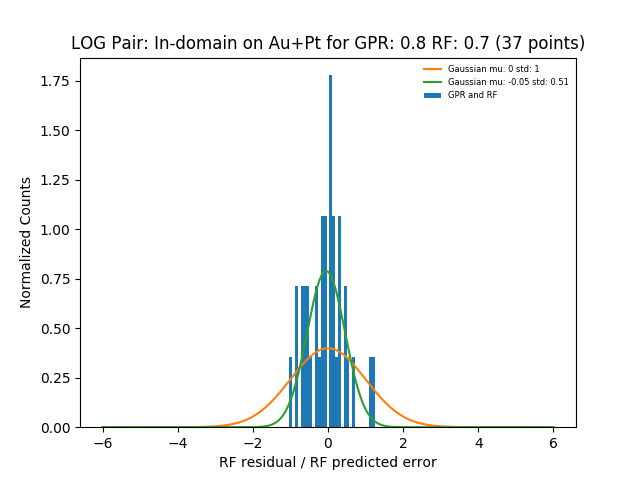 LOG Pair: In-domain on Au+Pt for GPR: 0.8 RF: 0.7 (37 points)
Gaussian mu: 0 std: 1
Gaussian mu: -0.05 std: 0.51
GPR and RF
Normalized Counts
1.75
1.50
1.25
1.00
0.75
0.50
0.25
0.00
−6 −4 −2 0 2 4 6
RF residual / RF predicted error